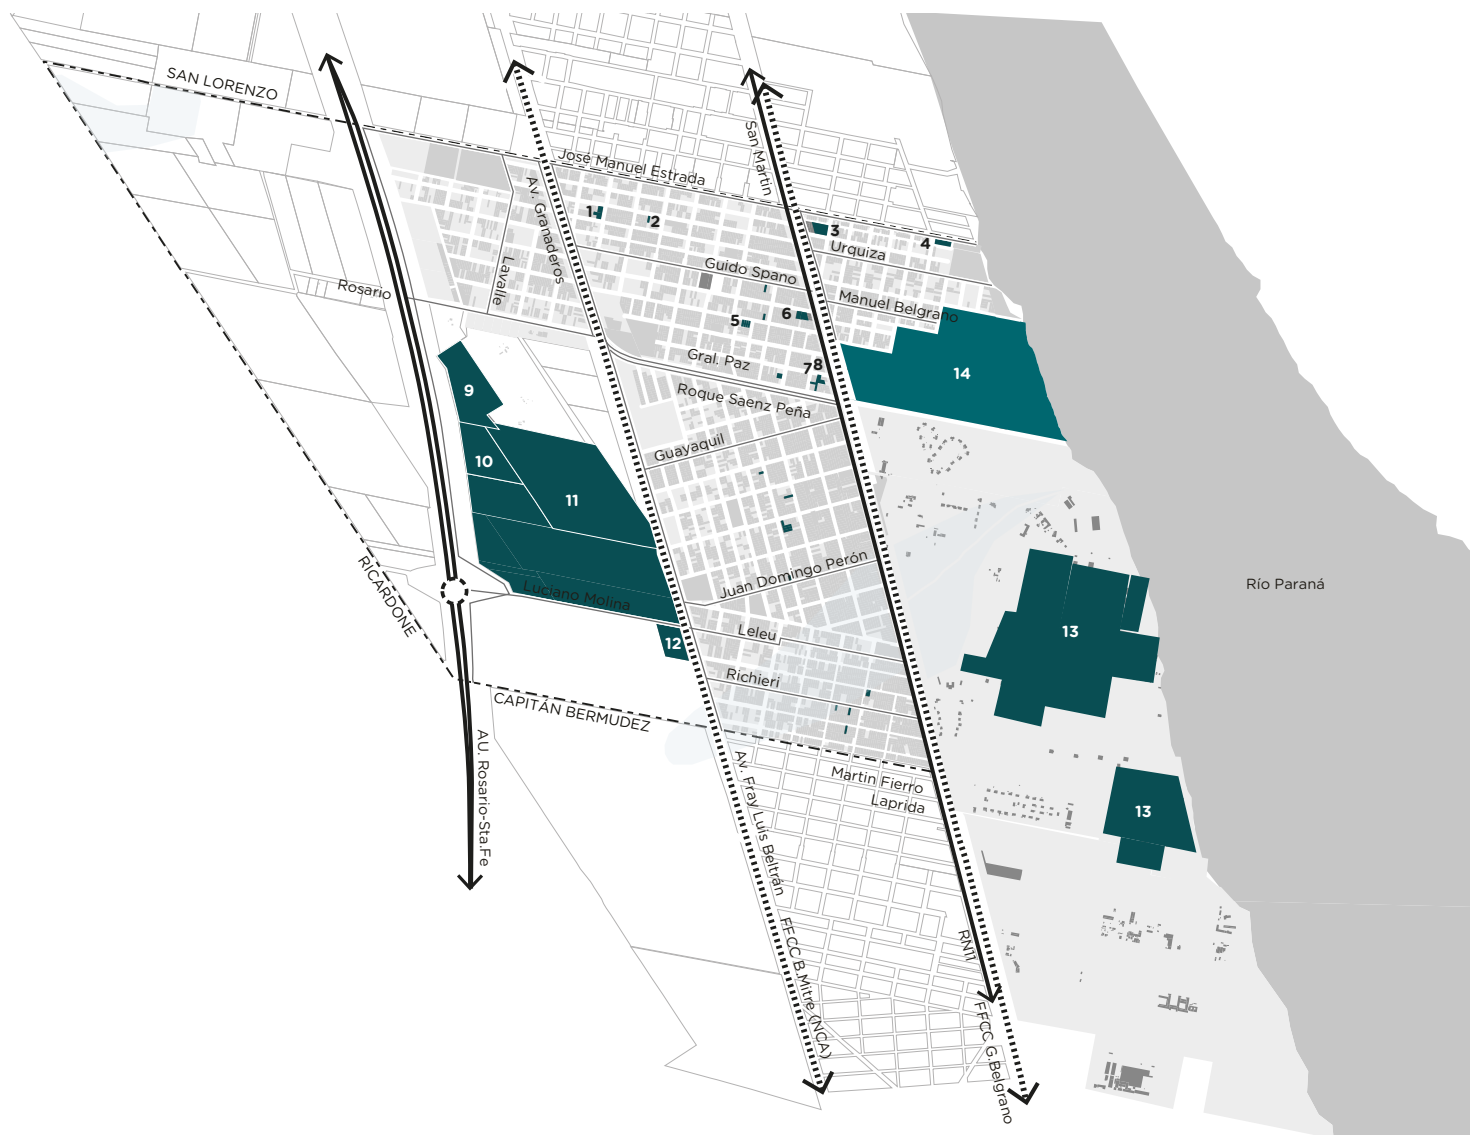 SAN LORENZO
San Martin
José Manuel Estrada
Av. Granaderos
1
2
3
4
Urquiza
Lavalle
Guido Spano
Rosario
Manuel Belgrano
5
6
Gral. Paz
7
8
14
9
Roque Saenz Peña
Guayaquil
10
11
RICARDONE
Juan Domingo Perón
Río Paraná
Luciano Molina
13
Leleu
12
Richieri
CAPITÁN BERMUDEZ
AU. Rosario-Sta.Fe
Av. Fray Luis Beltrán
Martin Fierro
Laprida
13
FFCC B.Mitre (NCA)
RN11
FFCC G.Belgrano